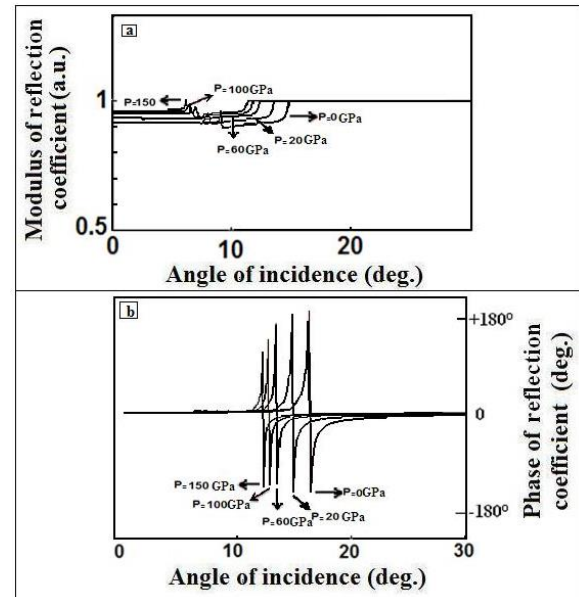 a
Modulus of reflection
coefficient (a.u.)
1
0.5
P=150
P=100GPa
P=0GPa
P=20GPa
P=60GPa
0 10 20
Angle of incidence (deg.)
b
+180°
0
-180°
Phase of reflection
coefficient (deg.)
P=150 GPa
P=100GPa
P=60GPa
P=20 GPa
P=0GPa
0 10 20 30
Angle of incidence (deg.)